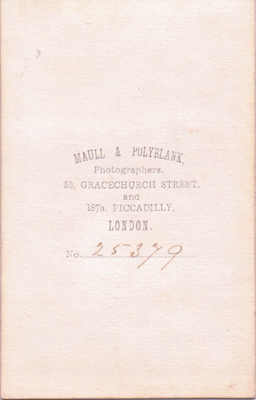 MAULL & POLYBLANK,
Photographers,
55, GRACECHURCH STREET,
and
187a, PICCADILLY,
LONDON.
No. 25379